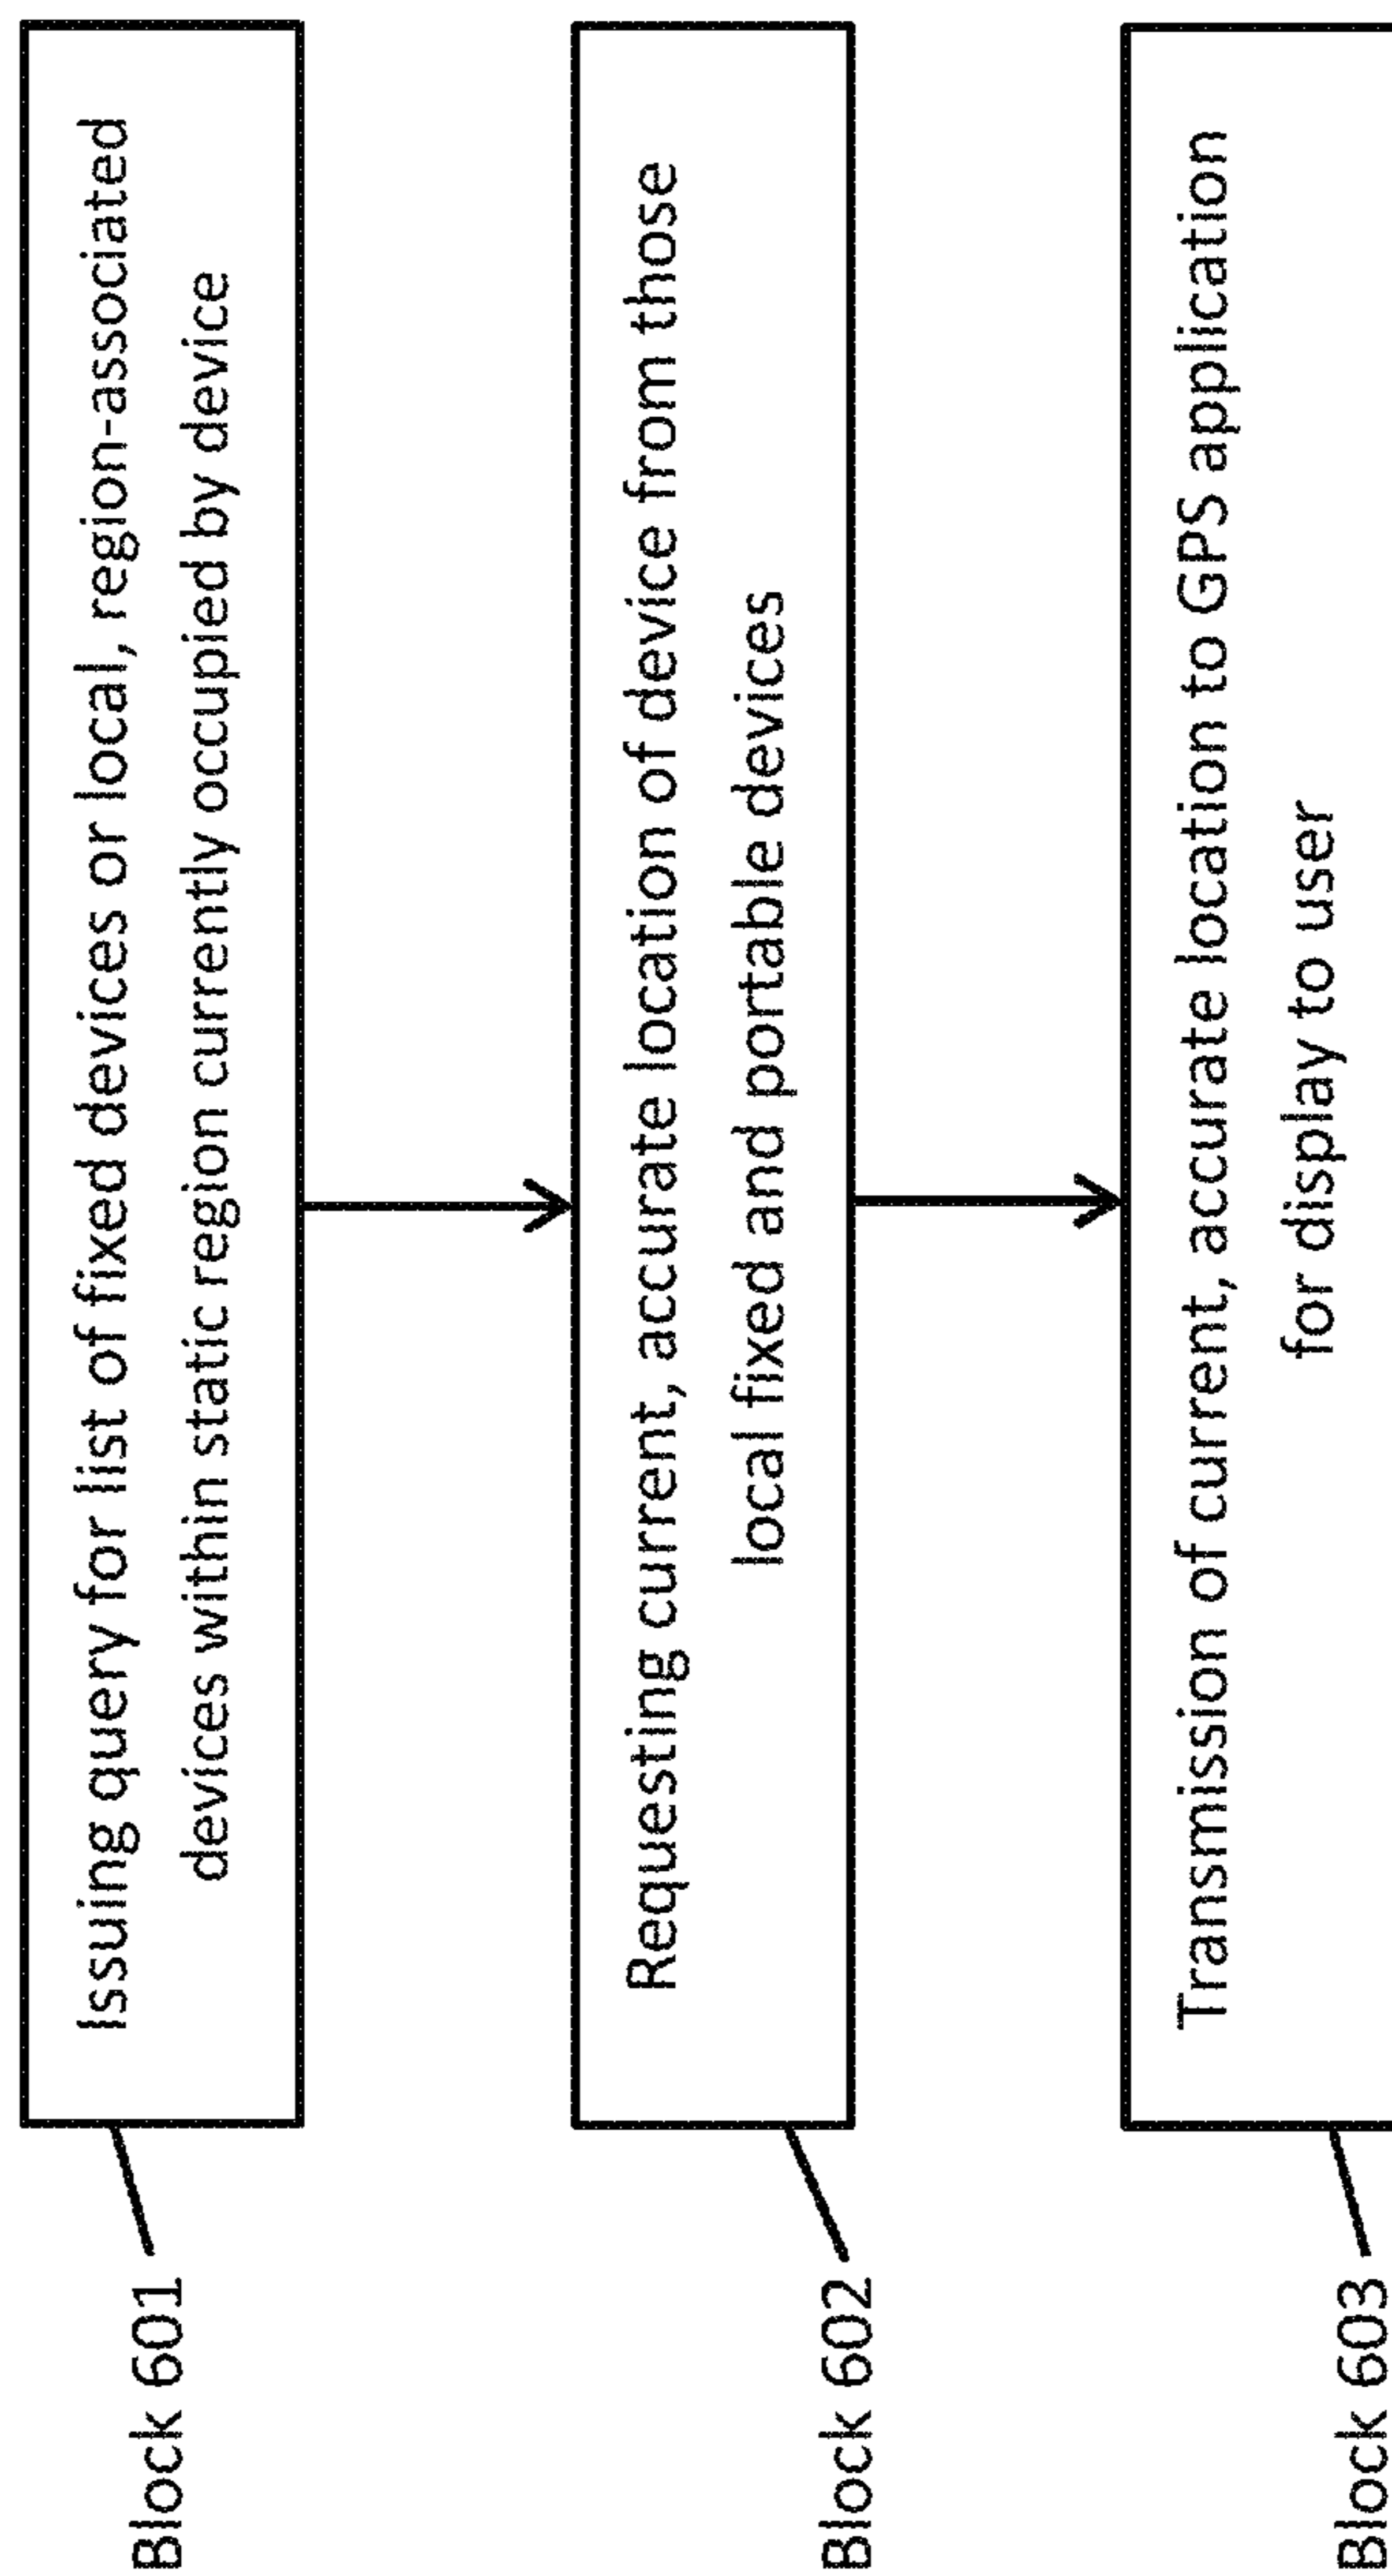 Issuing query for list of fixed devices or local, region-associated
devices within static region currently occupied by device
Block 601
Requesting current, accurate location of device from those
local fixed and portable devices
Block 602
Transmission of current, accurate location to GPS application
for display to user
Block 603